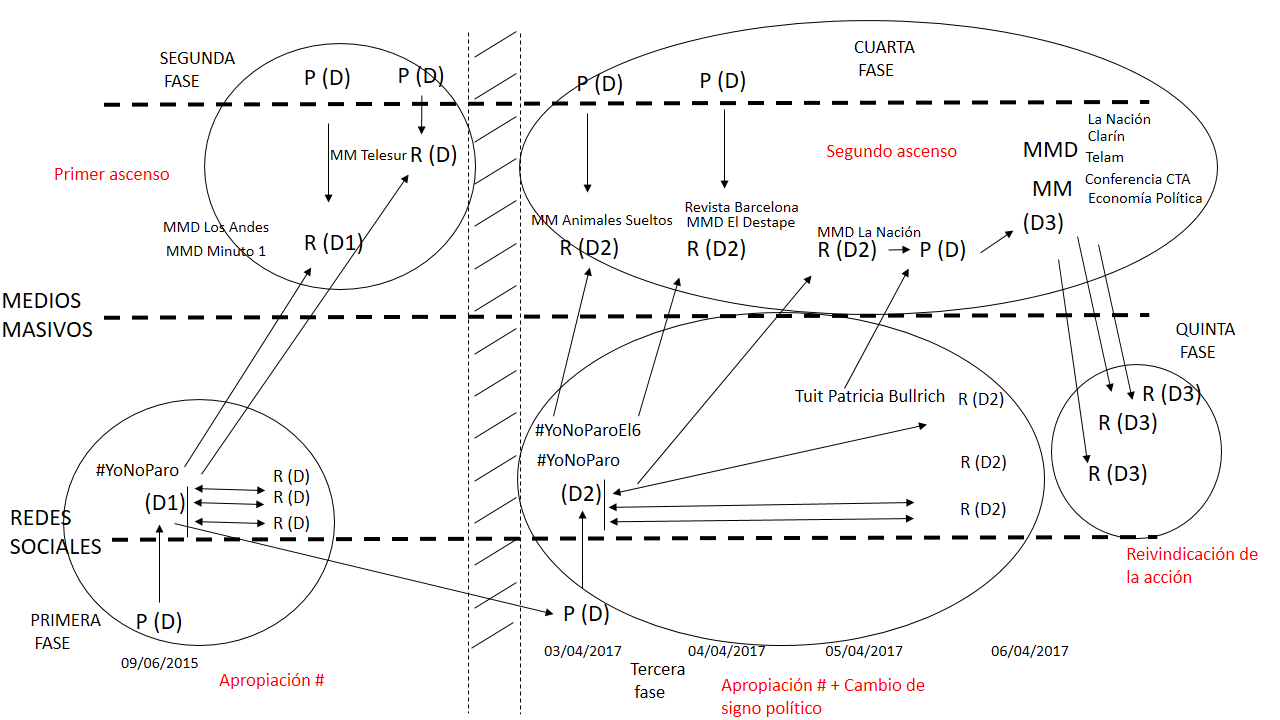 SEGUNDA
FASE
P (D)
P (D)
MM Telesur R (D)
Primer ascenso
MMD Los Andes
MMD Minuto 1
R (D1)
CUARTA
FASE
P (D)
P (D)
La Nación
Clarín
MMD
Telam
Segundo ascenso
MM
Conferencia CTA
Economía Política
(D3)
MM Animales Sueltos
R (D2)
Revista Barcelona
MMD El Destape
R (D2)
MMD La Nación
R (D2)
P (D)
MEDIOS
MASIVOS
QUINTA
FASE
Tuit Patricia Bullrich
R (D2)
R (D3)
R (D3)
R (D3)
#YoNoParo
(D1)
R (D)
R (D)
R (D)
#YoNoParoEl6
#YoNoParo
(D2)
R (D2)
R (D2)
REDES
SOCIALES
Reivindicación de
la acción
PRIMERA
FASE
P (D)
P (D)
09/06/2015
Apropiación #
03/04/2017
04/04/2017
05/04/2017
06/04/2017
Tercera
fase
Apropiación # + Cambio de
signo político